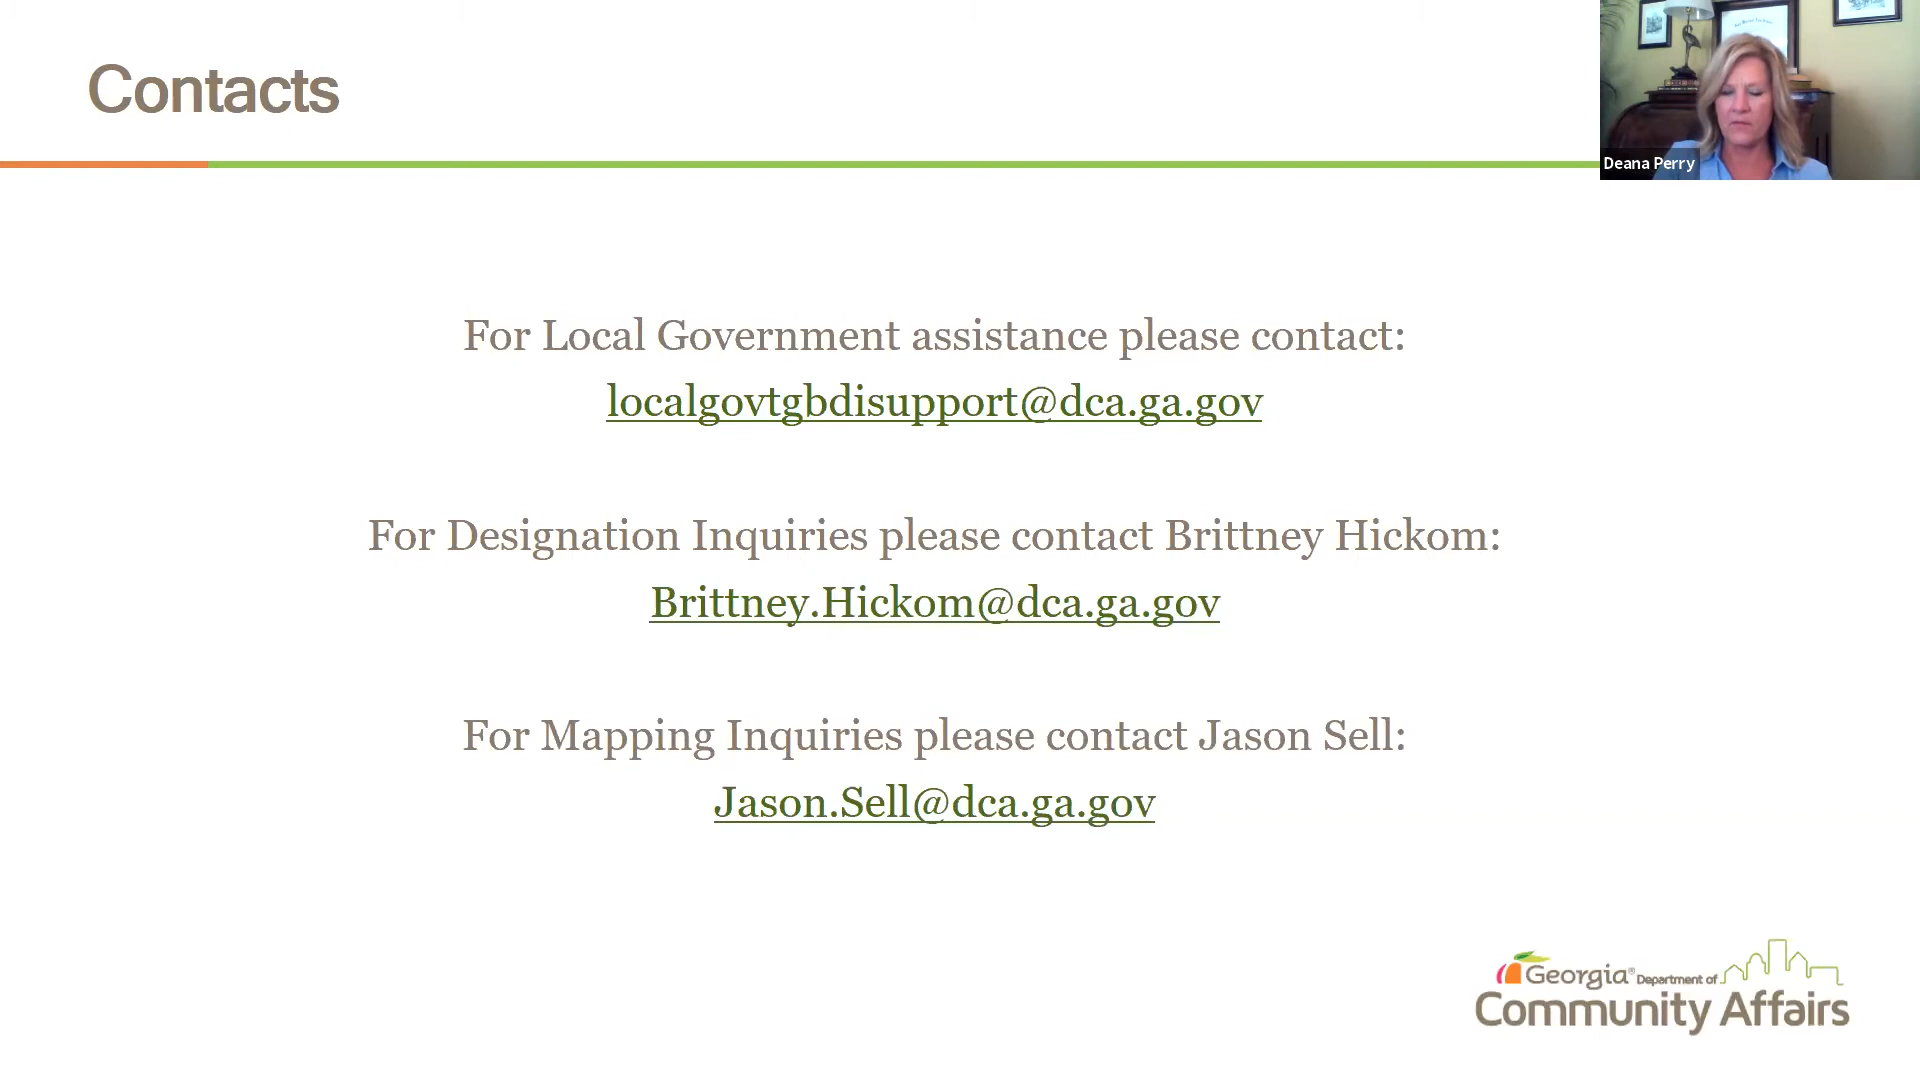 Contacts
Deana Perry
For Local Government assistance please contact:
localgovtgbdisupport@dca.ga.gov
For Designation Inquiries please contact Brittney Hickom:
Brittney.Hickom@dca.ga.gov
For Mapping Inquiries please contact Jason Sell:
Jason.Sell@dca.ga.gov
Georgia® Department of
Community Affairs